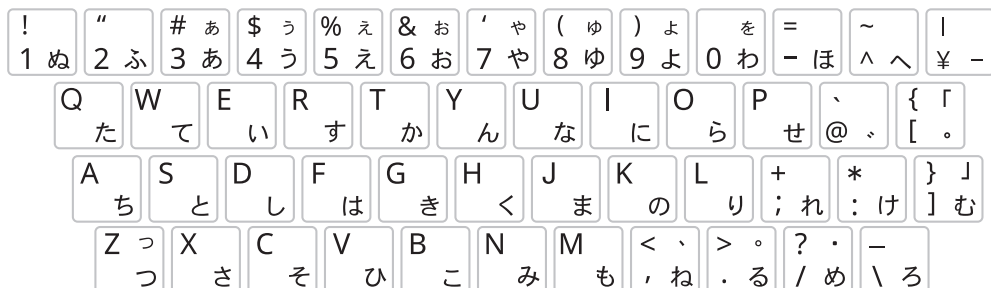 ! “ # ぁ $ ぅ % ぇ & ぉ ‘ ゃ ( ゅ ) ょ を = ~ |
1 ぬ 2 ふ 3 あ 4 う 5 え 6 お 7 や 8 ゆ 9 よ 0 わ − ほ ^ へ ¥ −
Q W E R T Y U I O P ` { 「
た て い す か ん な に ら せ @ ゛ [ 。
A S D F G H J K L + * } 」
ち と し は き く ま の り ; れ : け ] む
Z っ X C V B N M < 、 > 。 ? ・ _
つ さ そ ひ こ み も , ね . る / め \ ろ